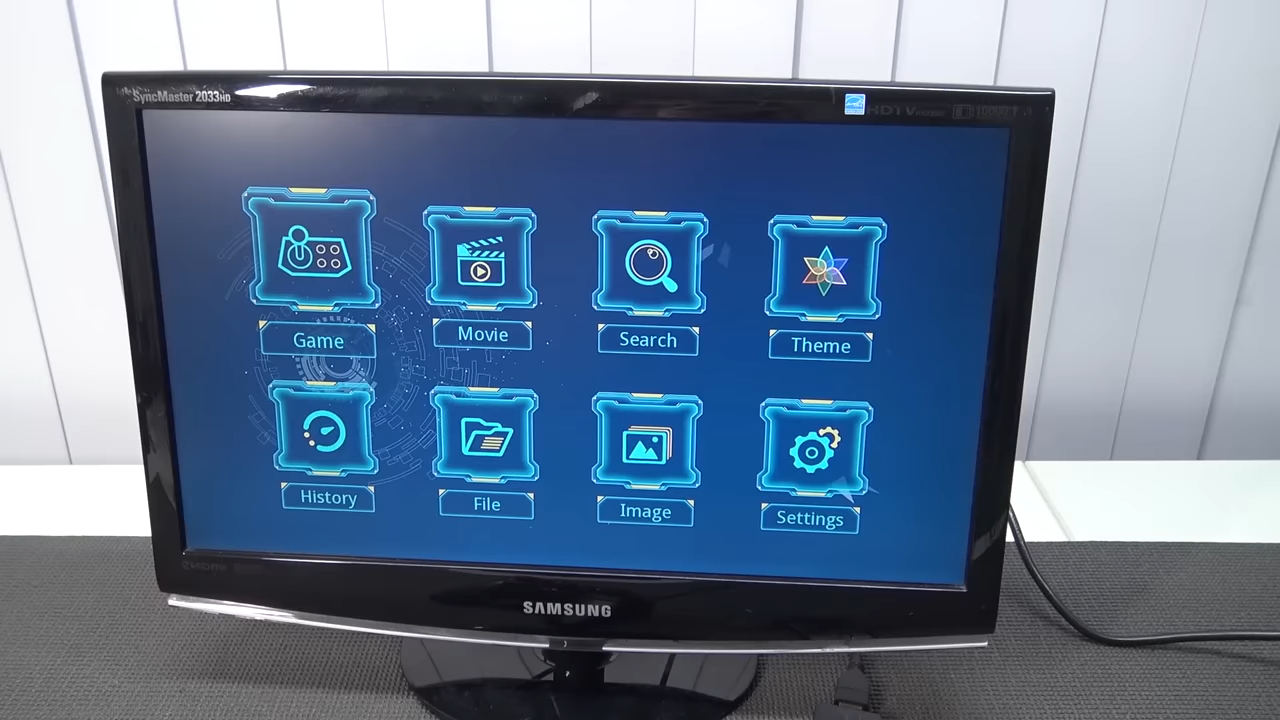 SyncMaster 2033HD
HDTV
Game
Movie
Search
Theme
History
File
Image
Settings
SAMSUNG